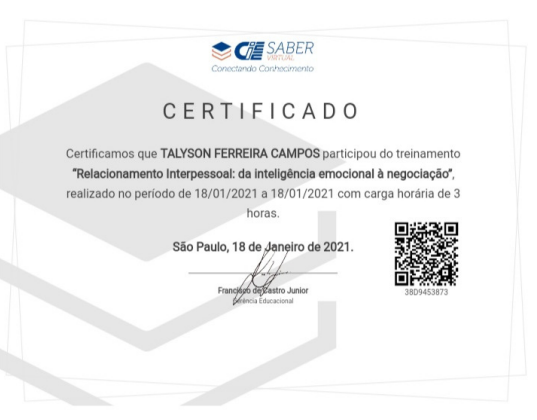 CIEE SABER
VIRTUAL
Conectando Conhecimento
CERTIFICADO
Certificamos que TALYSON FERREIRA CAMPOS participou do treinamento
“Relacionamento Interpessoal: da inteligência emocional à negociação”,
realizado no período de 18/01/2021 a 18/01/2021 com carga horária de 3
horas.
São Paulo, 18 de Janeiro de 2021.
Francisco de Castro Junior
Gerência Educacional
38D9453873